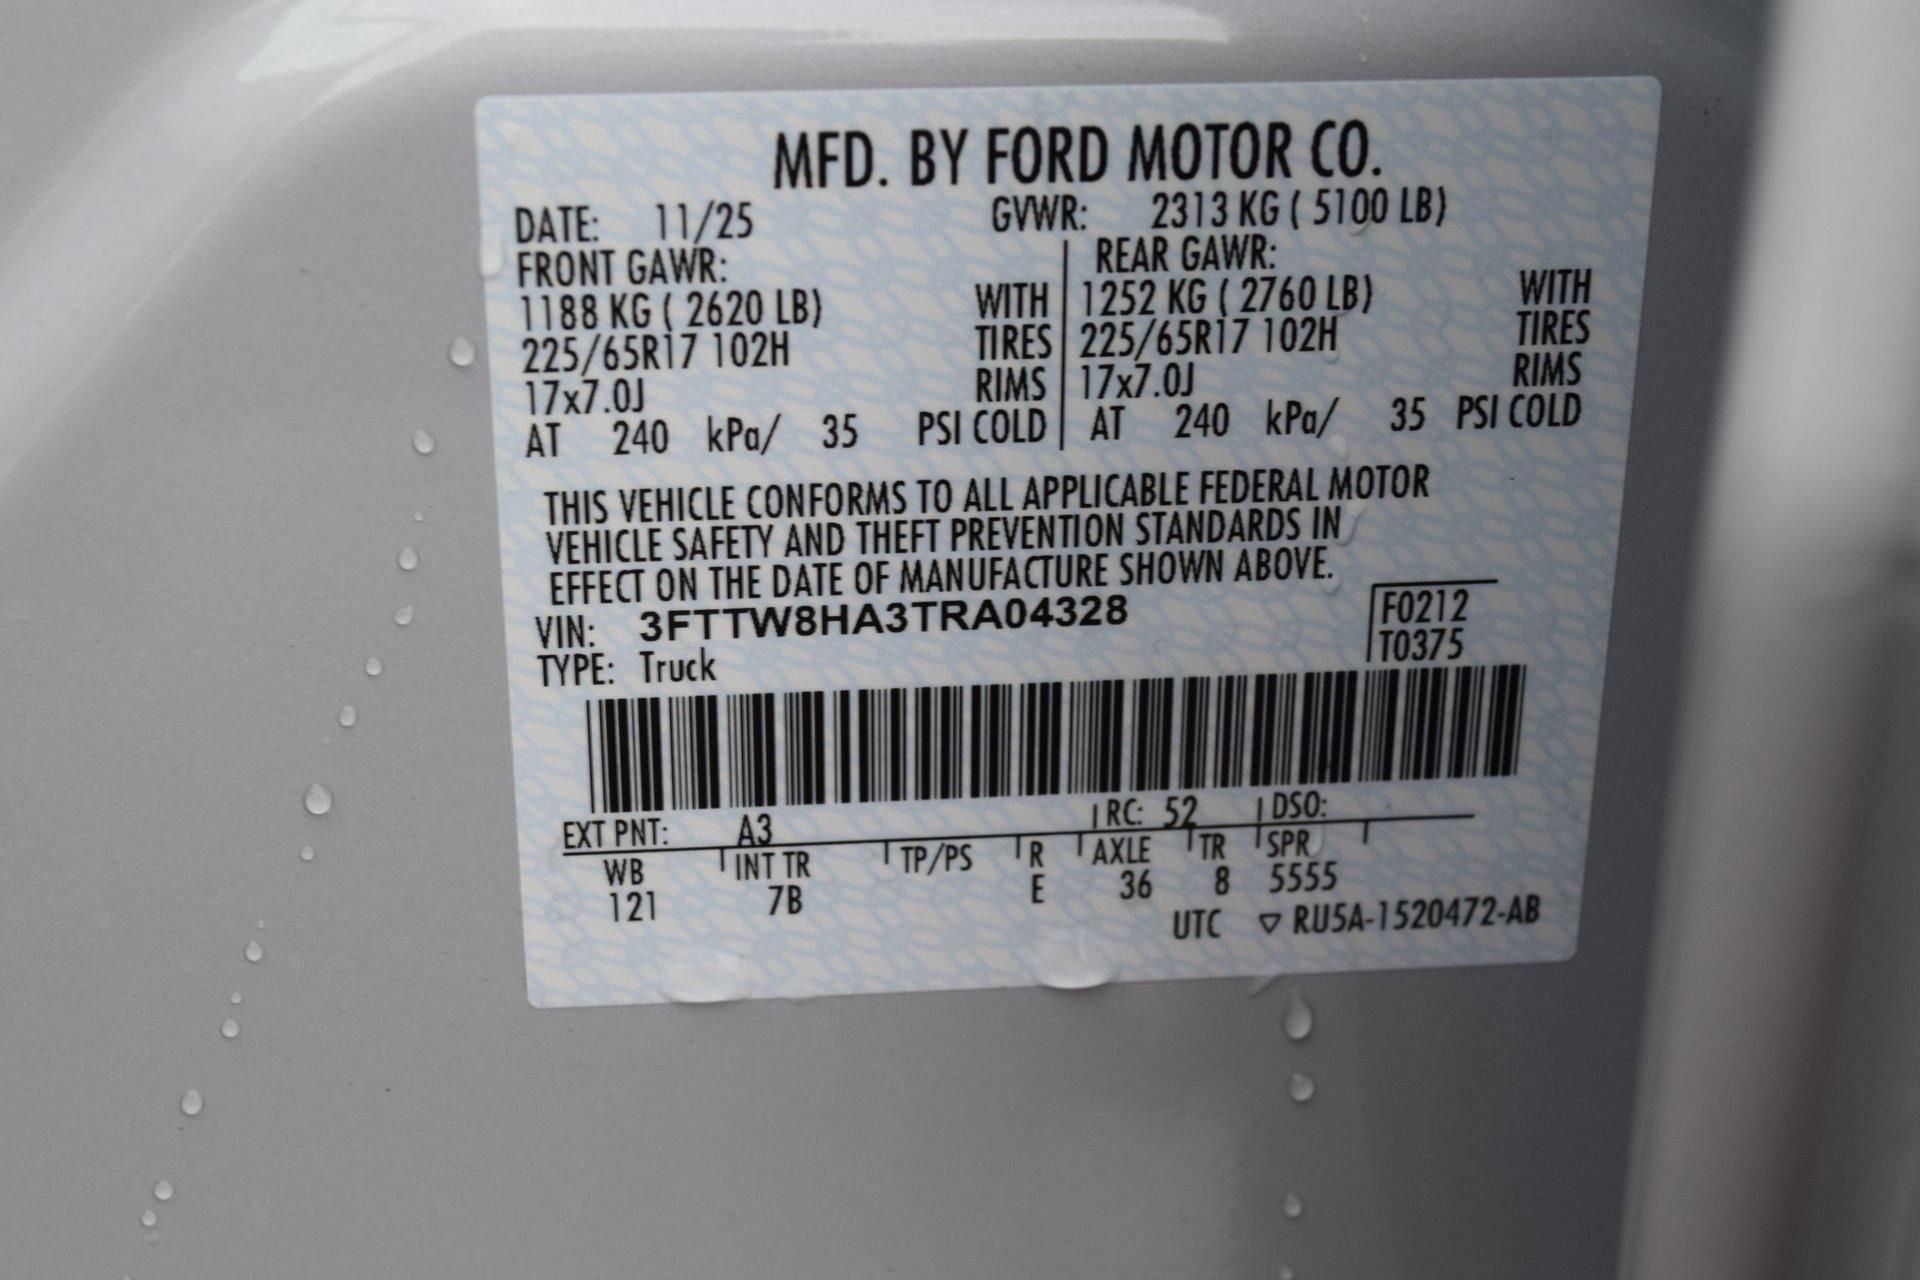 MFD. BY FORD MOTOR CO.
DATE: 11/25 GVWR: 2313 KG ( 5100 LB)
FRONT GAWR: REAR GAWR:
1188 KG ( 2620 LB) WITH 1252 KG ( 2760 LB) WITH
225/65R17 102H TIRES 225/65R17 102H TIRES
17x7.0J RIMS 17x7.0J RIMS
AT 240 kPa/ 35 PSI COLD AT 240 kPa/ 35 PSI COLD
THIS VEHICLE CONFORMS TO ALL APPLICABLE FEDERAL MOTOR
VEHICLE SAFETY AND THEFT PREVENTION STANDARDS IN
EFFECT ON THE DATE OF MANUFACTURE SHOWN ABOVE.
VIN: 3FTTW8HA3TRA04328 F0212
TYPE: Truck T0375
EXT PNT: A3 RC: 52 DSO:
WB INT TR TP/PS R AXLE TR SPR
121 7B E 36 8 5555
UTC ▽ RU5A-1520472-AB